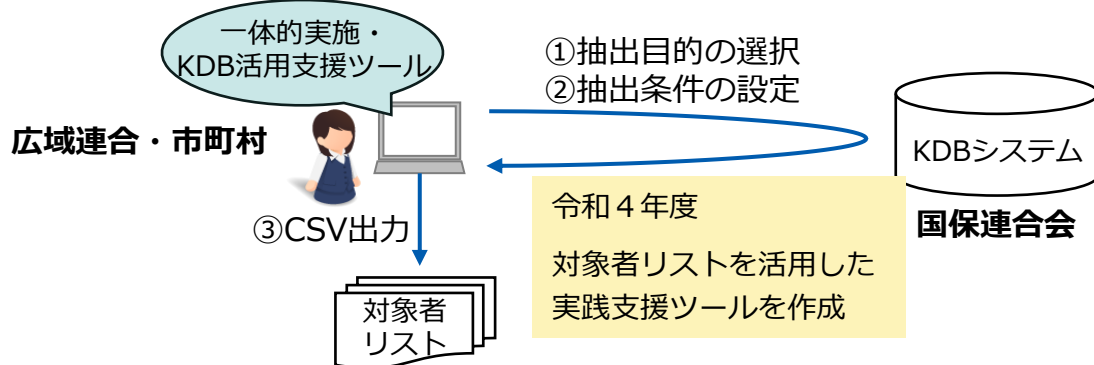 一体的実施・
KDB活用支援ツール
①抽出目的の選択
②抽出条件の設定
広域連合・市町村
KDBシステム
国保連合会
③CSV出力
令和４年度
対象者リストを活用した
実践支援ツールを作成
対象者
リスト